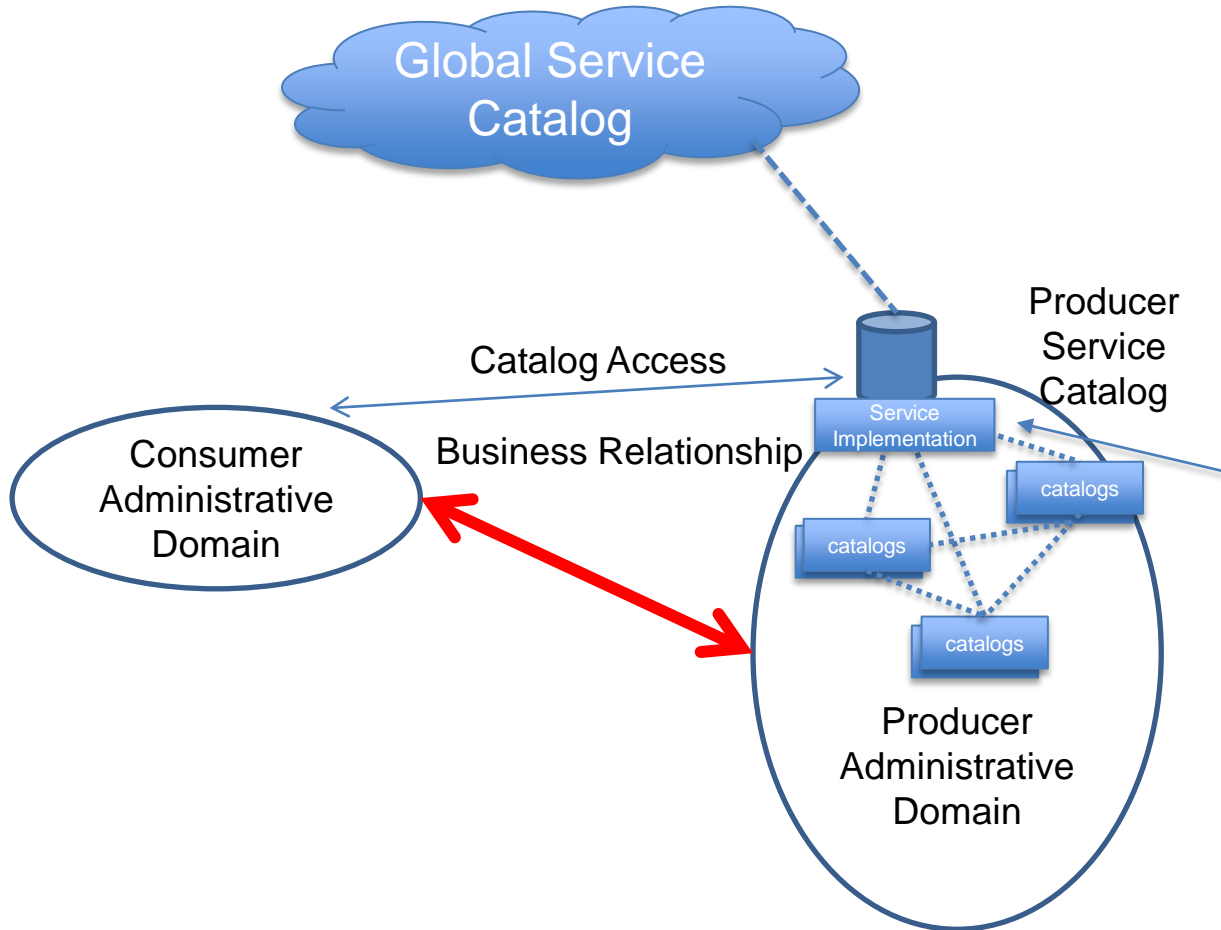 Global Service
Catalog
Producer
Service
Catalog
Catalog Access
Service
Implementation
Business Relationship
Consumer
Administrative
Domain
catalogs
catalogs
catalogs
Producer
Administrative
Domain